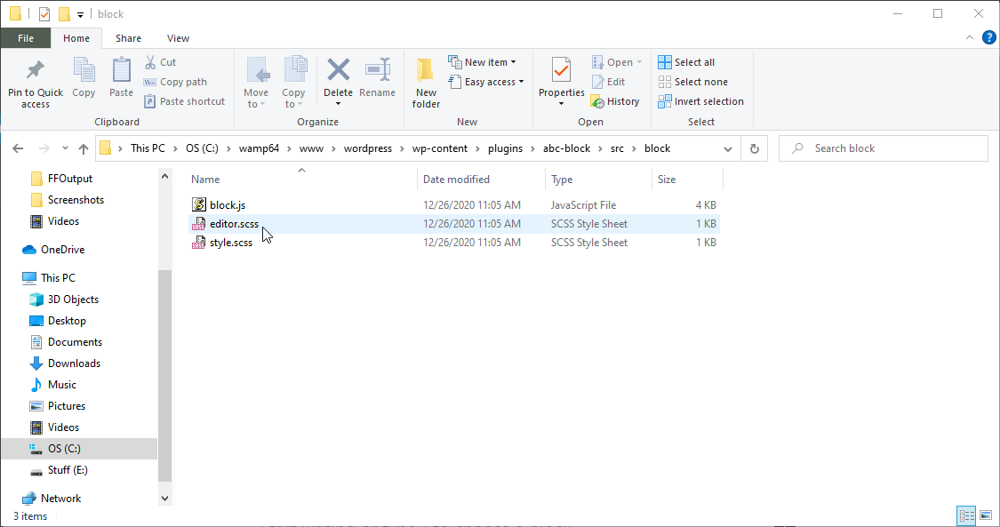 block
File Home Share View
Pin to Quick access
Copy
Paste
Cut
Copy path
Paste shortcut
Clipboard
Move to
Copy to
Delete
Rename
Organize
New folder
New item
Easy access
New
Properties
Open
Edit
History
Open
Select all
Select none
Invert selection
Select
This PC > OS (C:) > wamp64 > www > wordpress > wp-content > plugins > abc-block > src > block
Search block
FFOutput
Screenshots
Videos
OneDrive
This PC
3D Objects
Desktop
Documents
Downloads
Music
Pictures
Videos
OS (C:)
Stuff (E:)
Network
Name Date modified Type Size
block.js 12/26/2020 11:05 AM JavaScript File 4 KB
editor.scss 12/26/2020 11:05 AM SCSS Style Sheet 1 KB
style.scss 12/26/2020 11:05 AM SCSS Style Sheet 1 KB
3 items